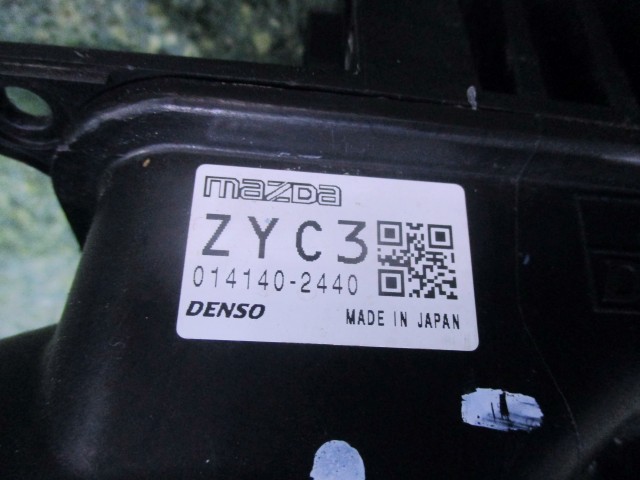 mazda
ZYC3
014140-2440
DENSO MADE IN JAPAN